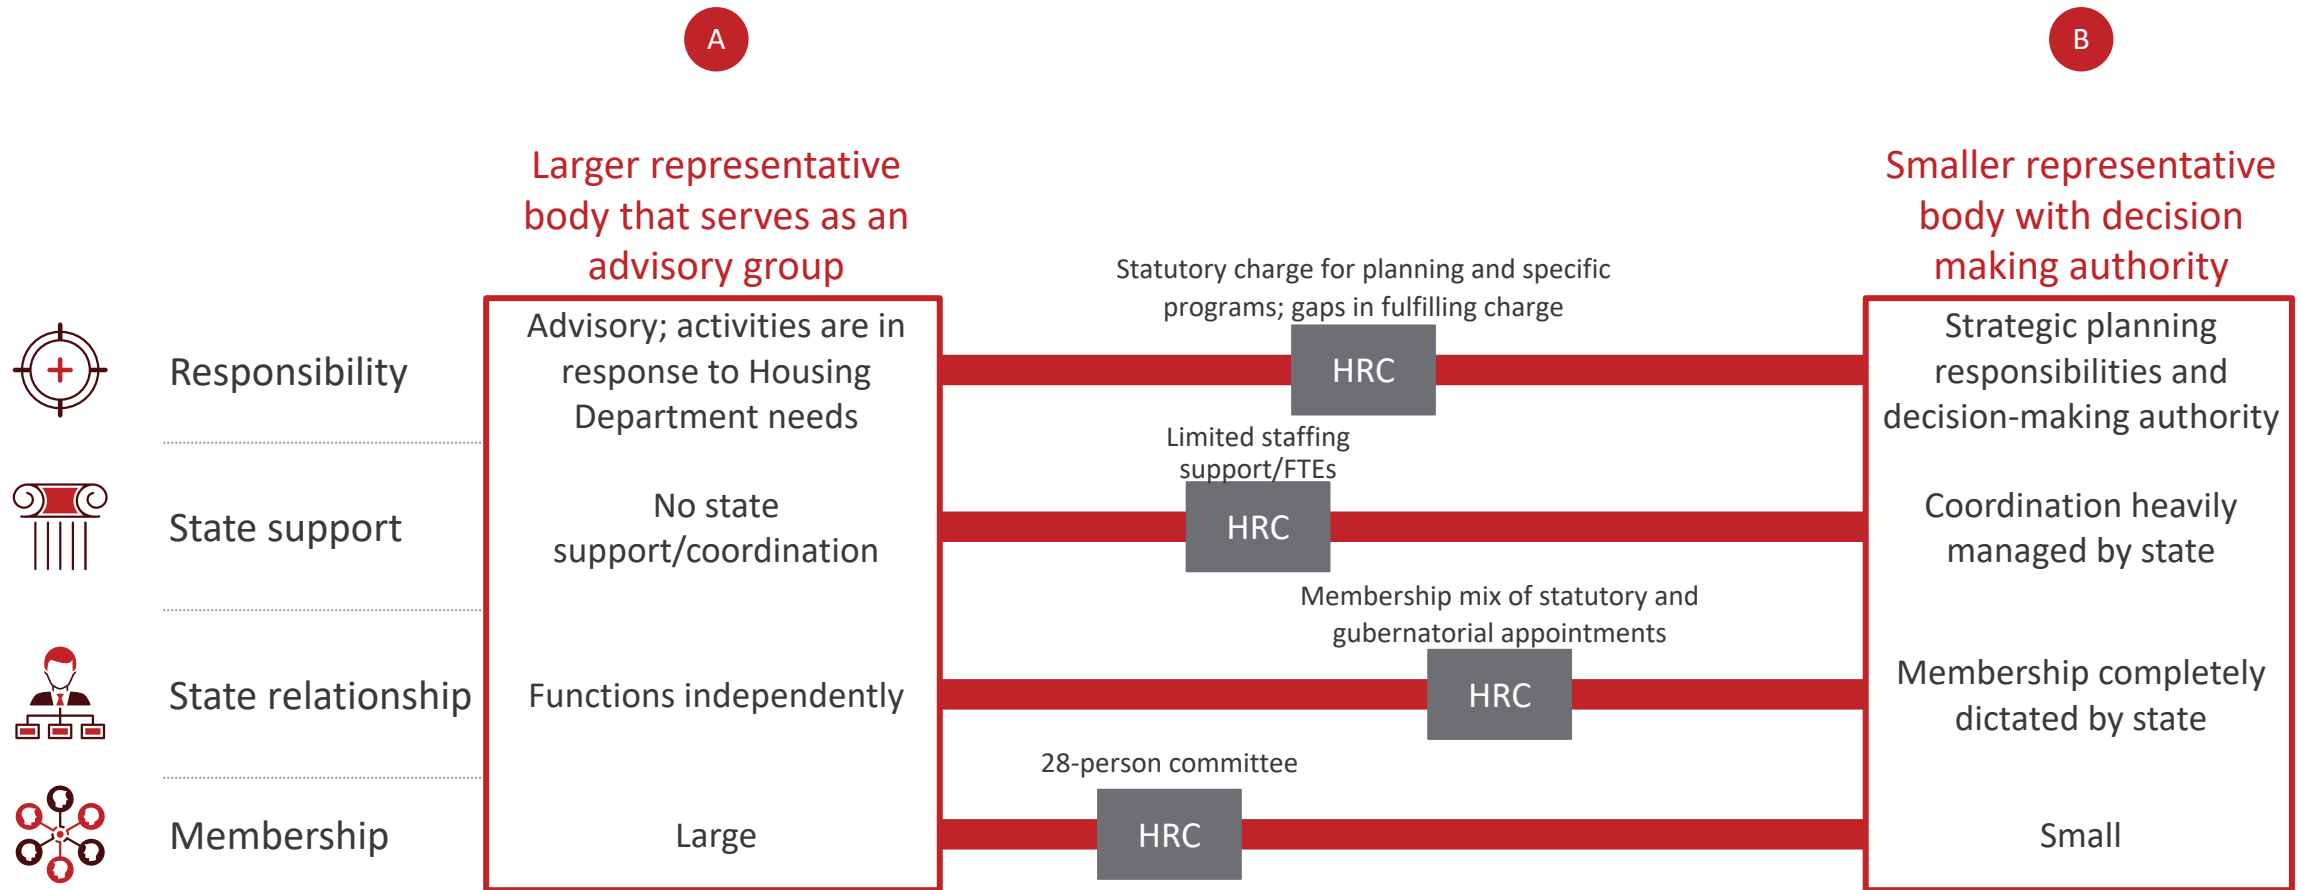 A
B
Larger representative
body that serves as an
advisory group
Smaller representative
body with decision
making authority
Responsibility
Advisory; activities are in
response to Housing
Department needs
Statutory charge for planning and specific
programs; gaps in fulfilling charge
HRC
Strategic planning
responsibilities and
decision-making authority
State support
No state
support/coordination
Limited staffing
support/FTEs
HRC
Coordination heavily
managed by state
State relationship
Functions independently
Membership mix of statutory and
gubernatorial appointments
HRC
Membership completely
dictated by state
Membership
Large
28-person committee
HRC
Small